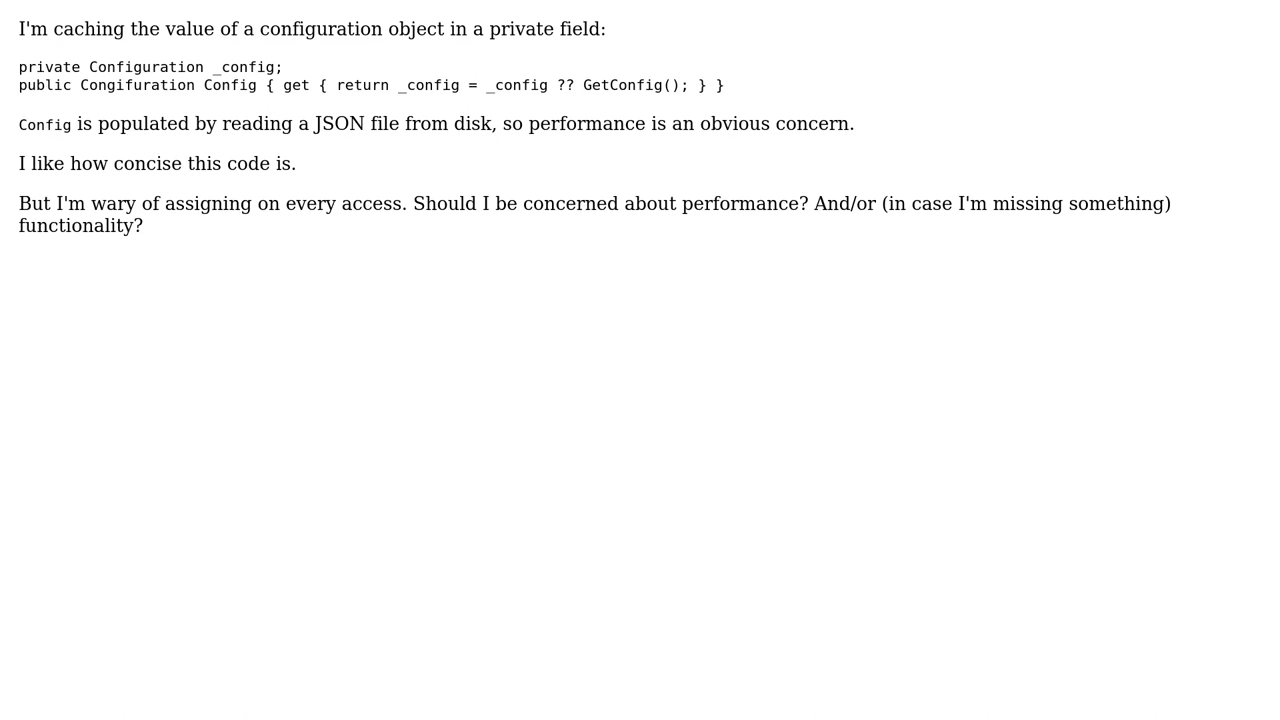 I'm caching the value of a configuration object in a private field:
private Configuration _config;
public Congifuration Config { get { return _config = _config ?? GetConfig(); } }
Config is populated by reading a JSON file from disk, so performance is an obvious concern.
I like how concise this code is.
But I'm wary of assigning on every access. Should I be concerned about performance? And/or (in case I'm missing something)
functionality?